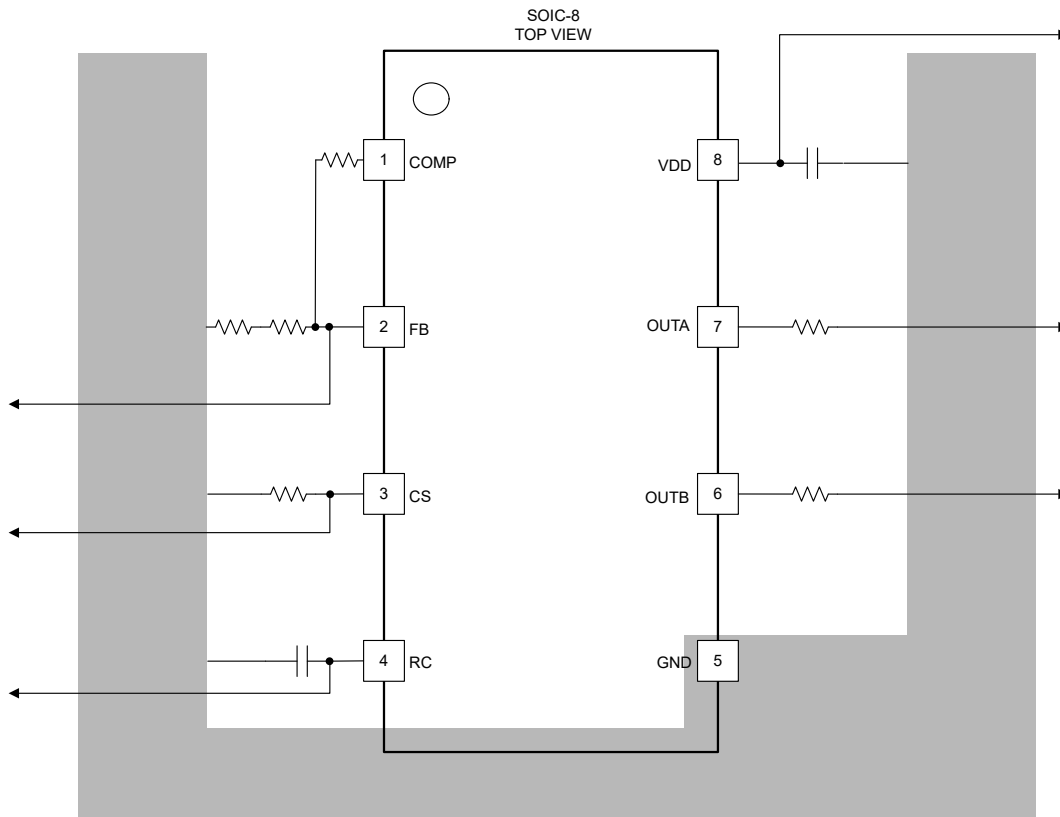 SOIC-8
TOP VIEW
1 COMP
VDD 8
2 FB
OUTA 7
3 CS
OUTB 6
4 RC
GND 5